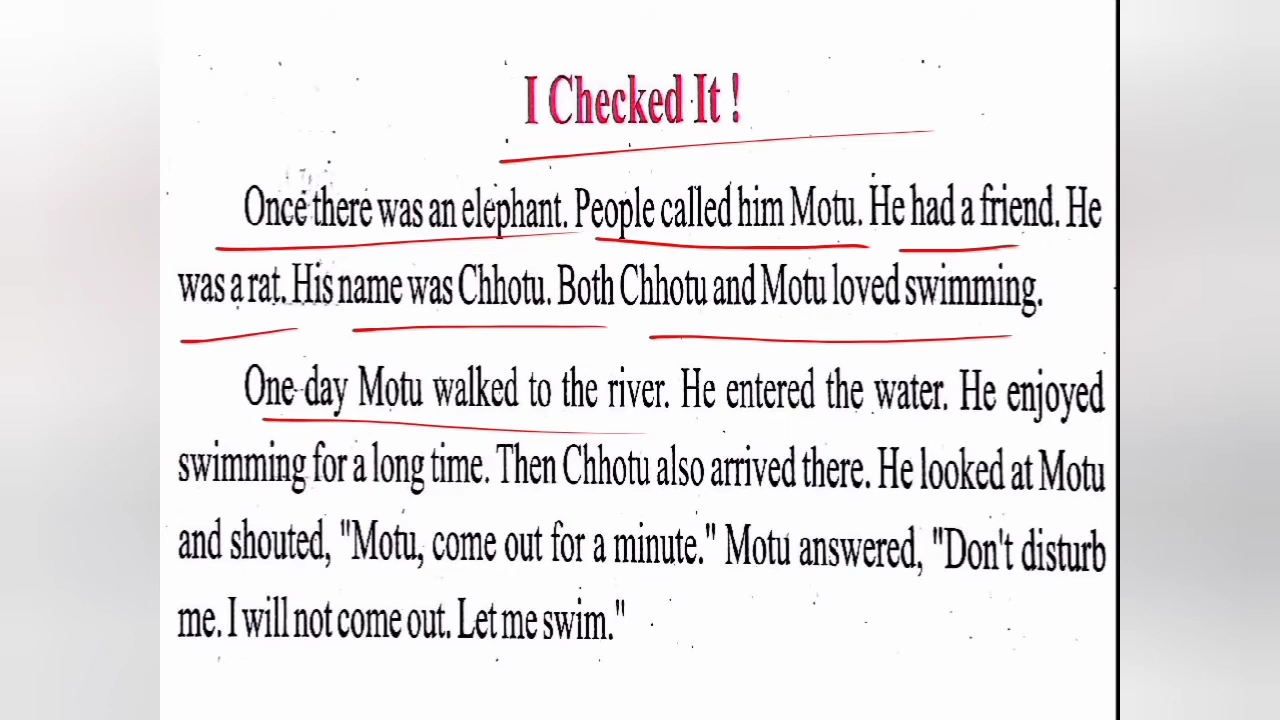 I Checked It !
Once there was an elephant. People called him Motu. He had a friend. He
was a rat. His name was Chhotu. Both Chhotu and Motu loved swimming.
One day Motu walked to the river. He entered the water. He enjoyed
swimming for a long time. Then Chhotu also arrived there. He looked at Motu
and shouted, "Motu, come out for a minute." Motu answered, "Don't disturb
me. I will not come out. Let me swim."